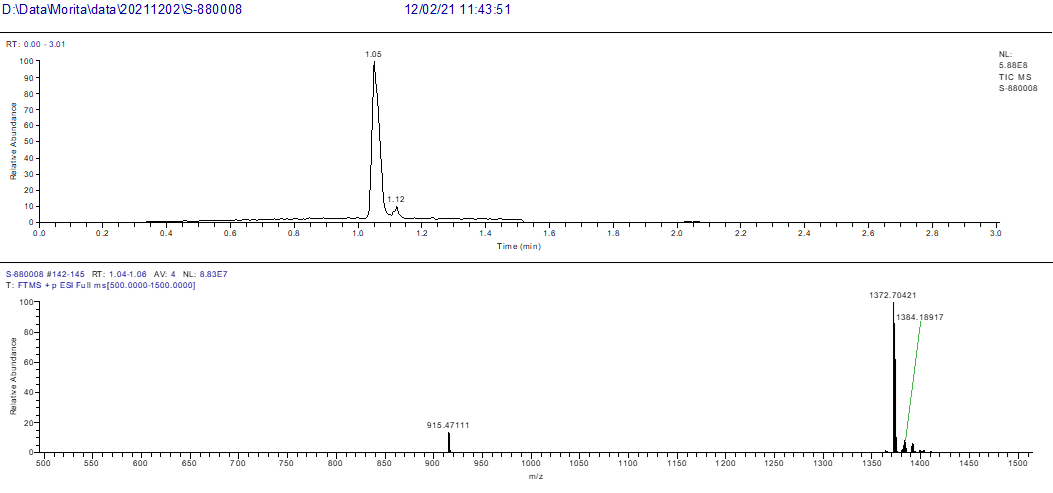 D:\Data\Morita\data\20211202\S-880008 12/02/21 11:43:51
RT: 0.00 - 3.01
1.05
NL:
5.88E8
TIC MS
S-880008
100
90
80
70
60
50
40
30
20
10
0
Relative Abundance
1.12
0.0 0.2 0.4 0.6 0.8 1.0 1.2 1.4 1.6 1.8 2.0 2.2 2.4 2.6 2.8 3.0
Time (min)
S-880008 #142-145 RT: 1.04-1.06 AV: 4 NL: 8.83E7
T: FTMS + p ESI Full ms[500.0000-1500.0000]
1372.70421
1384.18917
100
80
60
40
20
0
Relative Abundance
915.47111
500 550 600 650 700 750 800 850 900 950 1000 1050 1100 1150 1200 1250 1300 1350 1400 1450 1500
m/z